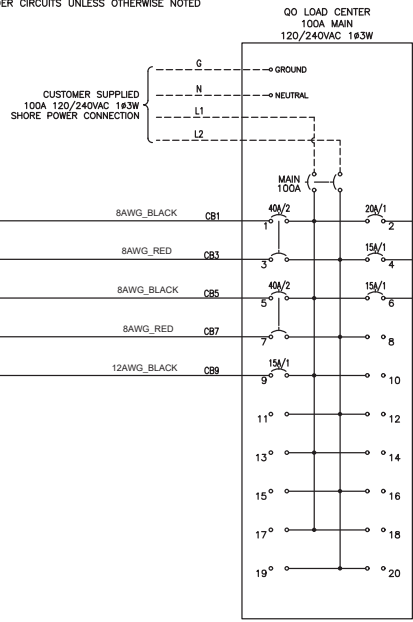 DER CIRCUITS UNLESS OTHERWISE NOTED
QO LOAD CENTER
100A MAIN
120/240VAC 1ø3W
G
GROUND
N
NEUTRAL
CUSTOMER SUPPLIED
100A 120/240VAC 1ø3W
SHORE POWER CONNECTION
L1
L2
MAIN
100A
8AWG_BLACK CB1 40A/2 1 20A/1 2
8AWG_RED CB3 3 15A/1 4
8AWG_BLACK CB5 40A/2 5 15A/1 6
8AWG_RED CB7 7 8
12AWG_BLACK CB9 15A/1 9 10
11 12
13 14
15 16
17 18
19 20